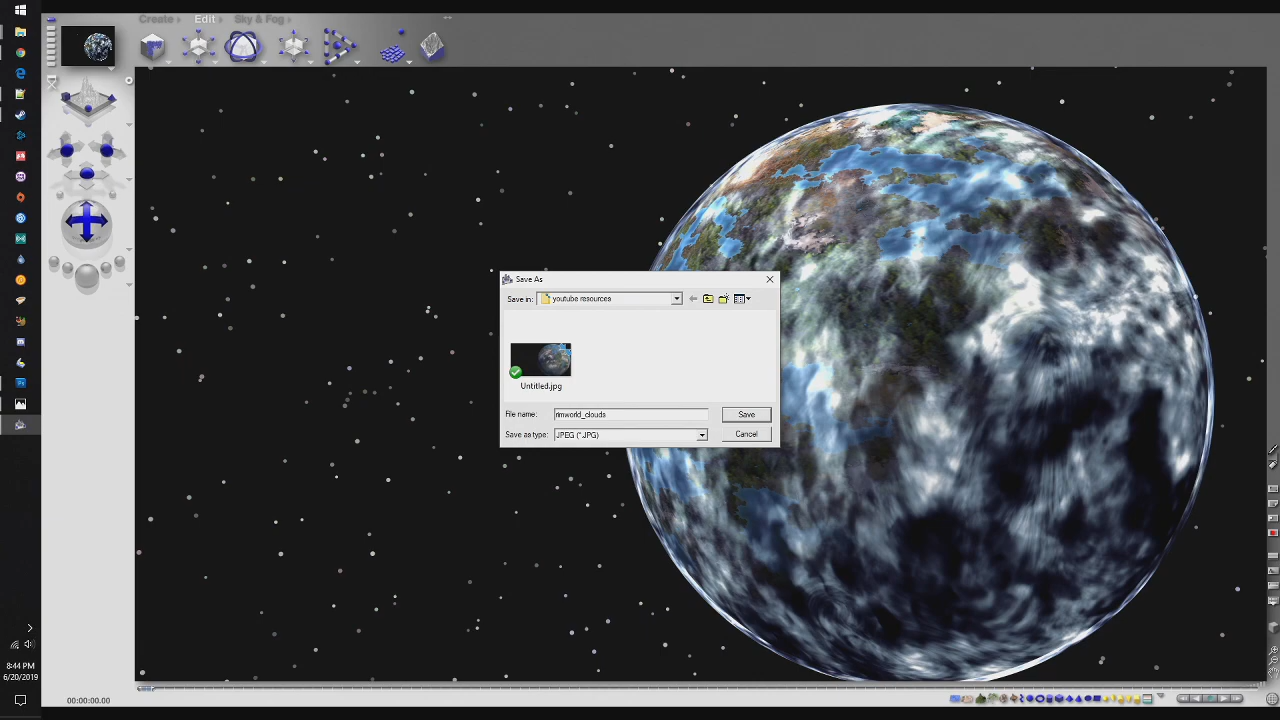 Create Edit Sky & Fog
Save As
Save in: youtube resources
Untitled.jpg
File name: rimworld_clouds Save
Save as type: JPEG (*.JPG) Cancel
8:44 PM
6/20/2019
00:00:00.00